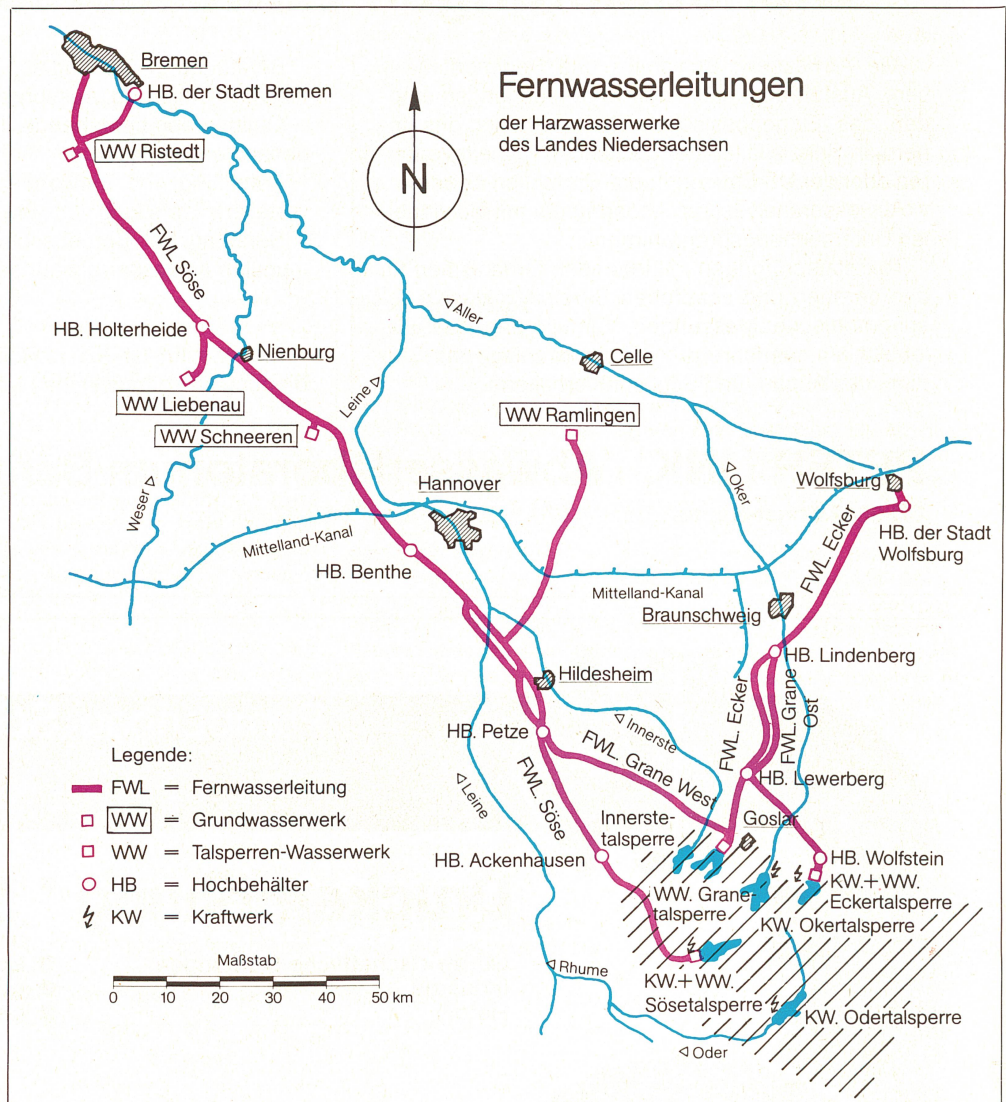 Fernwasserleitungen
der Harzwasserwerke
des Landes Niedersachsen
N
Bremen
HB. der Stadt Bremen
WW Ristedt
FWL Söse
HB. Holterheide
Nienburg
WW Liebenau
WW Schneeren
Weser
Mittelland-Kanal
Aller
Celle
Leine
WW Ramlingen
Hannover
HB. Benthe
Oker
Wolfsburg
HB. der Stadt
Wolfsburg
FWL. Ecker
Mittelland-Kanal
Braunschweig
HB. Lindenberg
Hildesheim
FWL. Ecker
FWL. Grane
Ost
HB. Petze
Innerste
FWL. Grane West
HB. Lewerberg
FWL. Söse
Leine
Innerste-
talsperre
Goslar
HB. Ackenhausen
HB. Wolfstein
KW.+WW.
Eckertalsperre
WW. Grane-
talsperre
KW. Okertalsperre
KW.+WW.
Sösetalsperre
Rhume
KW. Odertalsperre
Oder
Legende:
FWL = Fernwasserleitung
WW = Grundwasserwerk
WW = Talsperren-Wasserwerk
HB = Hochbehälter
KW = Kraftwerk
Maßstab
0 10 20 30 40 50 km